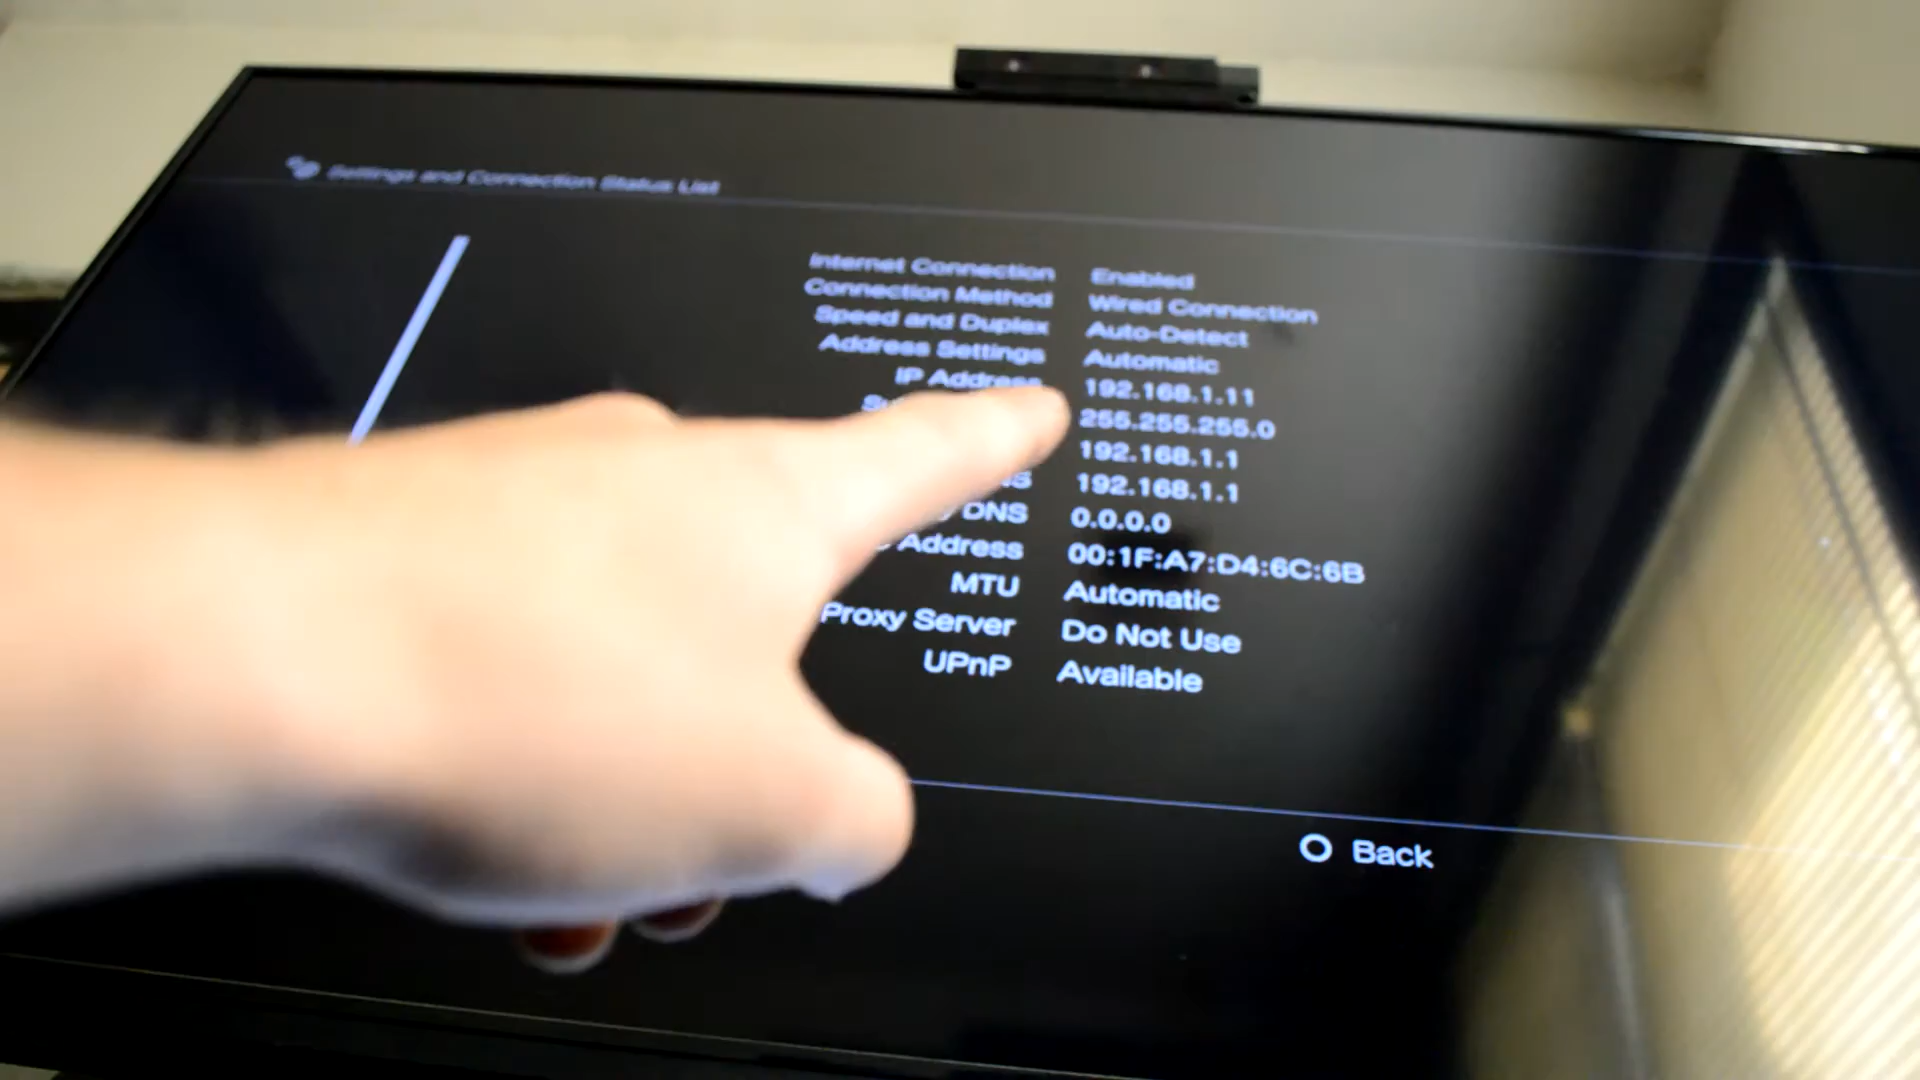 Settings and Connection Status List
Internet Connection Enabled
Connection Method Wired Connection
Speed and Duplex Auto-Detect
Address Settings Automatic
IP Address 192.168.1.11
255.255.255.0
192.168.1.1
192.168.1.1
DNS 0.0.0.0
Address 00:1F:A7:D4:6C:6B
MTU Automatic
Proxy Server Do Not Use
UPnP Available
Back